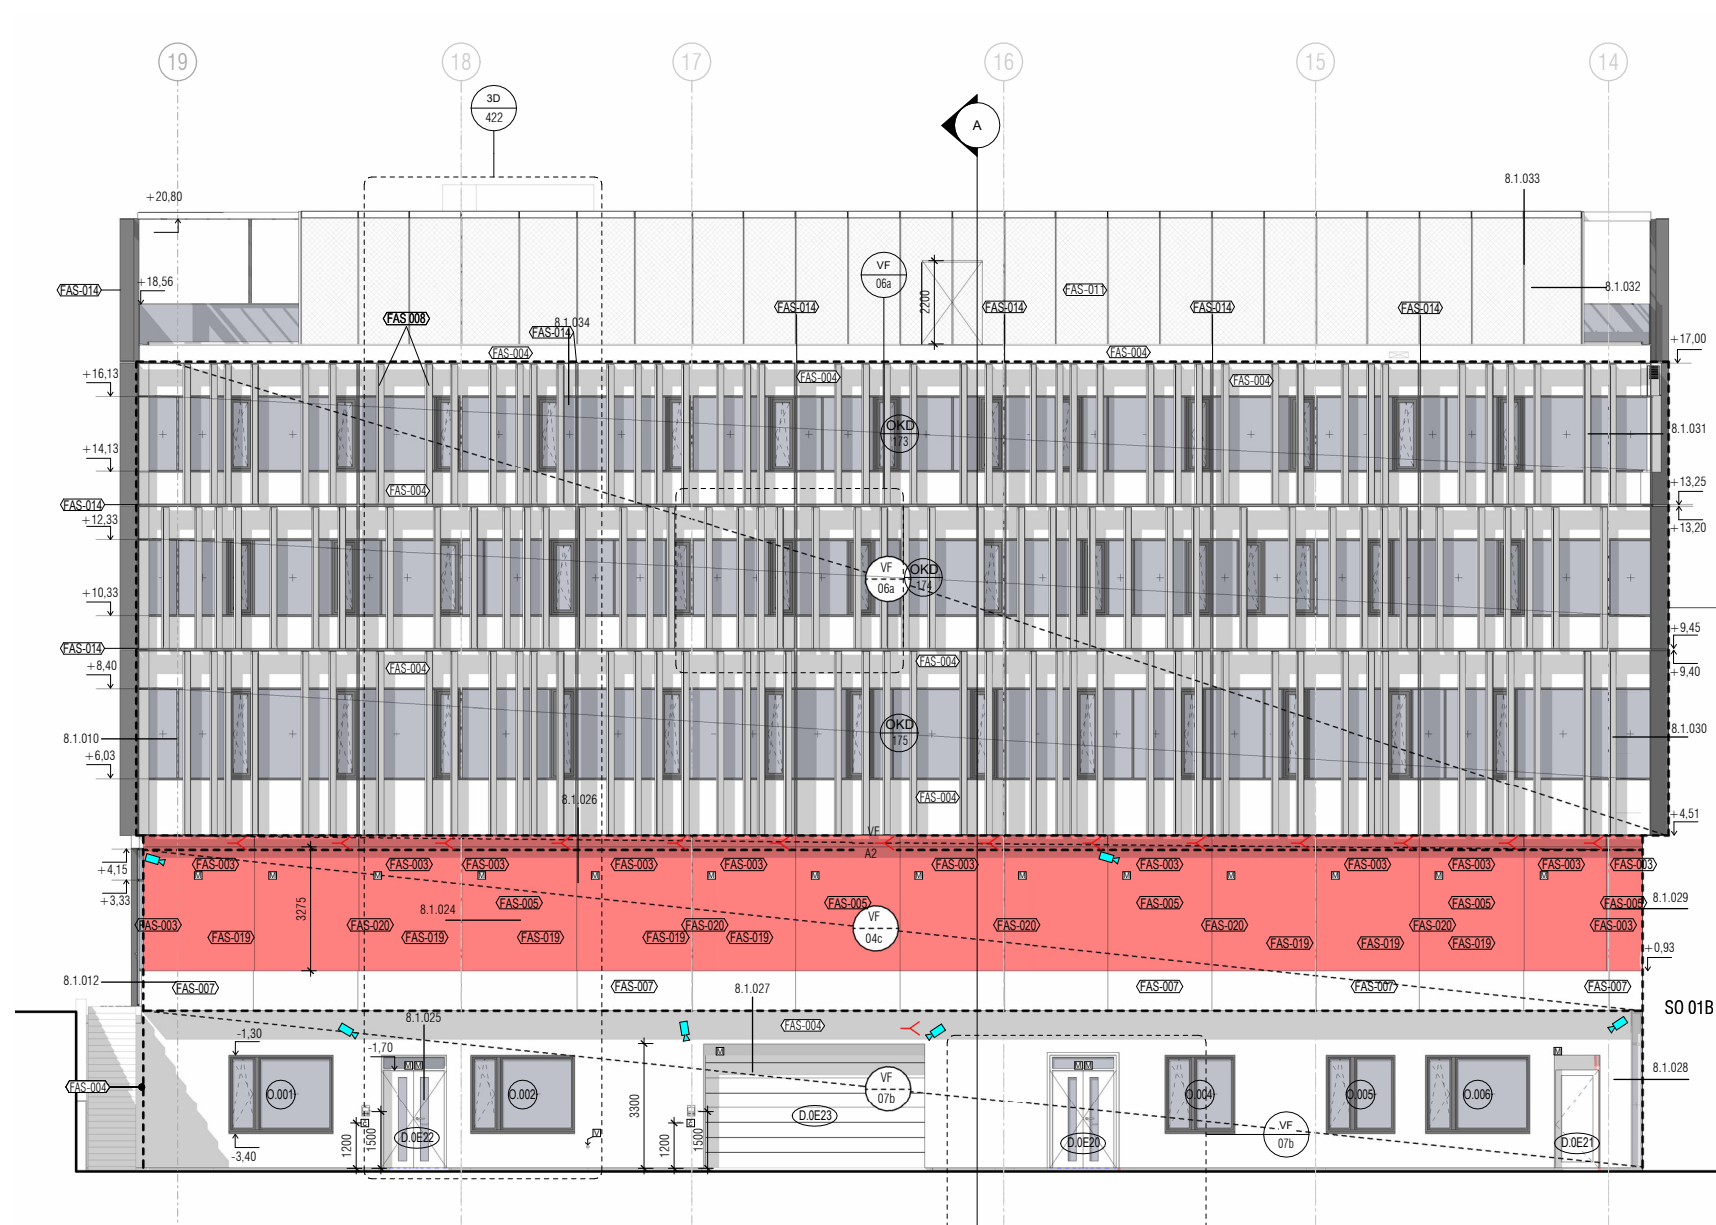 19
18
17
16
15
14
3D
422
A
8.1.033
+20,80
VF
06a
+18,56
FAS-014
8.1.032
FAS-011
2200
FAS-014
FAS-014
FAS-014
FAS-014
FAS 008
8.1.034
FAS-014
+17,00
FAS-004
FAS-004
+16,13
FAS-004
FAS-004
OKD
173
8.1.031
+14,13
FAS-004
+13,25
FAS-014
+12,33
+13,20
VF
06a
OKD
174
+10,33
+9,45
FAS-014
+8,40
FAS-004
FAS-004
+9,40
8.1.010
OKD
175
8.1.030
+6,03
FAS-004
8.1.026
+4,51
VF
A2
+4,15
FAS-003
FAS-003
FAS-003
FAS-003
FAS-003
FAS-003
FAS-003
FAS-003
FAS-003
FAS-003
FAS-003
M
M
M
M
M
M
M
M
M
M
M
M
M
M
+3,33
3275
8.1.024
FAS-005
FAS-005
FAS-005
FAS-005
FAS-005
8.1.029
FAS-003
FAS-020
FAS-020
FAS-020
FAS-020
FAS-020
FAS-003
VF
04c
FAS-019
FAS-019
FAS-019
FAS-019
FAS-019
FAS-019
FAS-019
FAS-019
+0,93
8.1.012
FAS-007
FAS-007
8.1.027
FAS-007
FAS-007
FAS-007
SO 01B
8.1.025
FAS-004
-1,30
-1,70
M
M
M
M
M
M
8.1.028
FAS-004
O.001
O.002
VF
07b
O.004
O.005
O.006
D.0E23
3300
D.0E22
1200
1500
1200
1500
D.0E20
VF
07b
D.0E21
-3,40